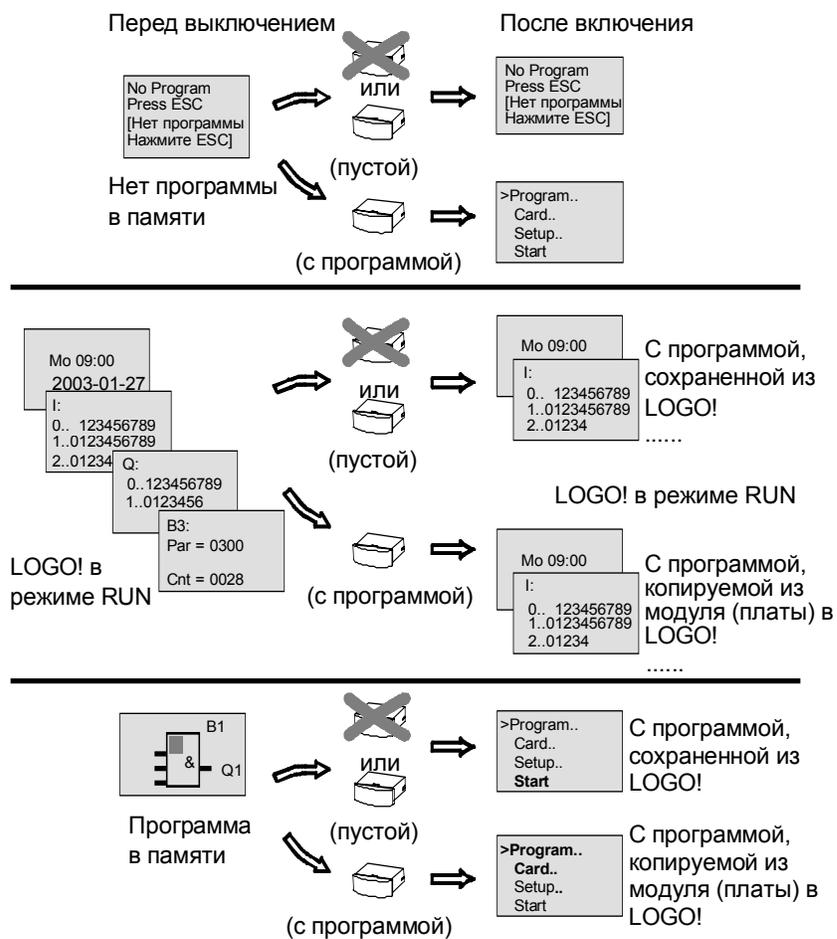 Перед выключением
После включения
No Program
Press ESC
[Нет программы
Нажмите ESC]
или
(пустой)
No Program
Press ESC
[Нет программы
Нажмите ESC]
Нет программы
в памяти
(с программой)
>Program..
Card..
Setup..
Start
Mo 09:00
2003-01-27
I:
0.. 123456789
1..0123456789
2..01234
Q:
0..123456789
1..0123456
B3:
Par = 0300
Cnt = 0028
LOGO! в
режиме RUN
или
(пустой)
(с программой)
Mo 09:00
I:
0.. 123456789
1..0123456789
2..01234
С программой,
сохраненной из
LOGO!
......
LOGO! в режиме RUN
Mo 09:00
I:
0.. 123456789
1..0123456789
2..01234
С программой,
копируемой из
модуля (платы) в
LOGO!
......
B1
&
Q1
Программа
в памяти
или
(пустой)
(с программой)
>Program..
Card..
Setup..
Start
С программой,
сохраненной из
LOGO!
>Program..
Card..
Setup..
Start
С программой,
копируемой из
модуля (платы) в
LOGO!